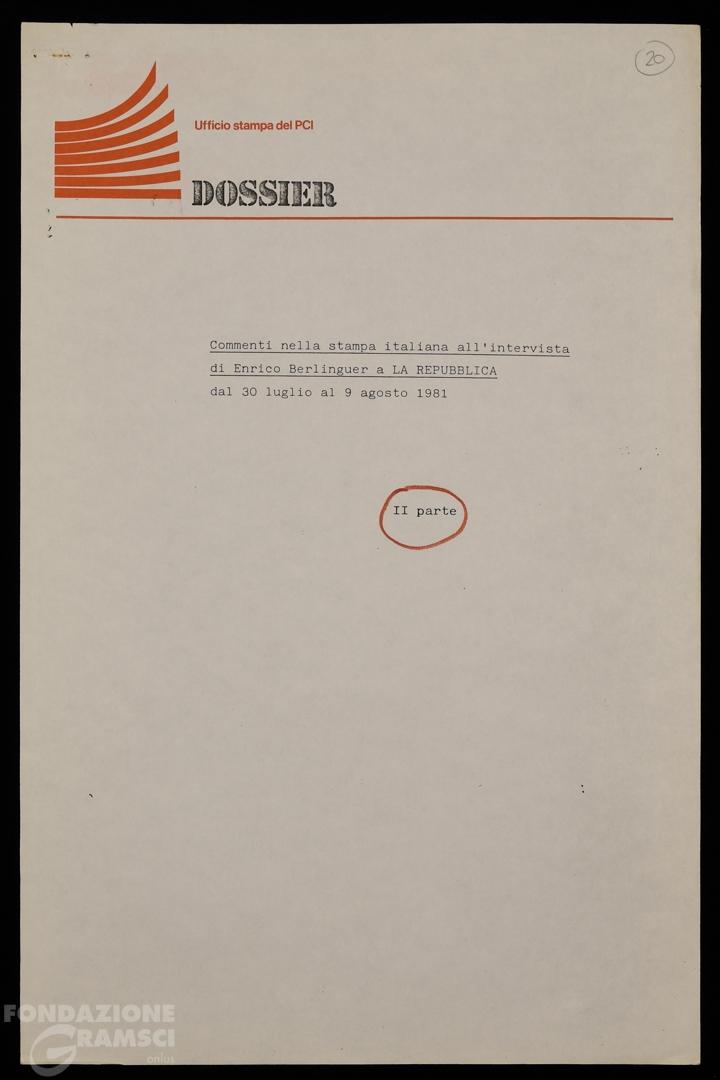 20
Ufficio stampa del PCI
DOSSIER
Commenti nella stampa italiana all'intervista
di Enrico Berlinguer a LA REPUBBLICA
dal 30 luglio al 9 agosto 1981
II parte
FONDAZIONE
GRAMSCI
onlus